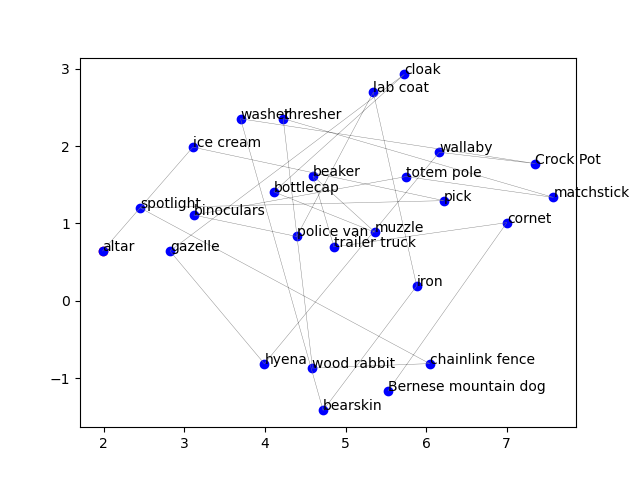 cloak
lab coat
washer
thresher
ice cream
wallaby
Crock Pot
beaker
totem pole
bottlecap
pick
matchstick
spotlight
binoculars
cornet
police van
muzzle
trailer truck
altar
gazelle
iron
hyena
wood rabbit
chainlink fence
Bernese mountain dog
bearskin
3
2
1
0
−1
2
3
4
5
6
7